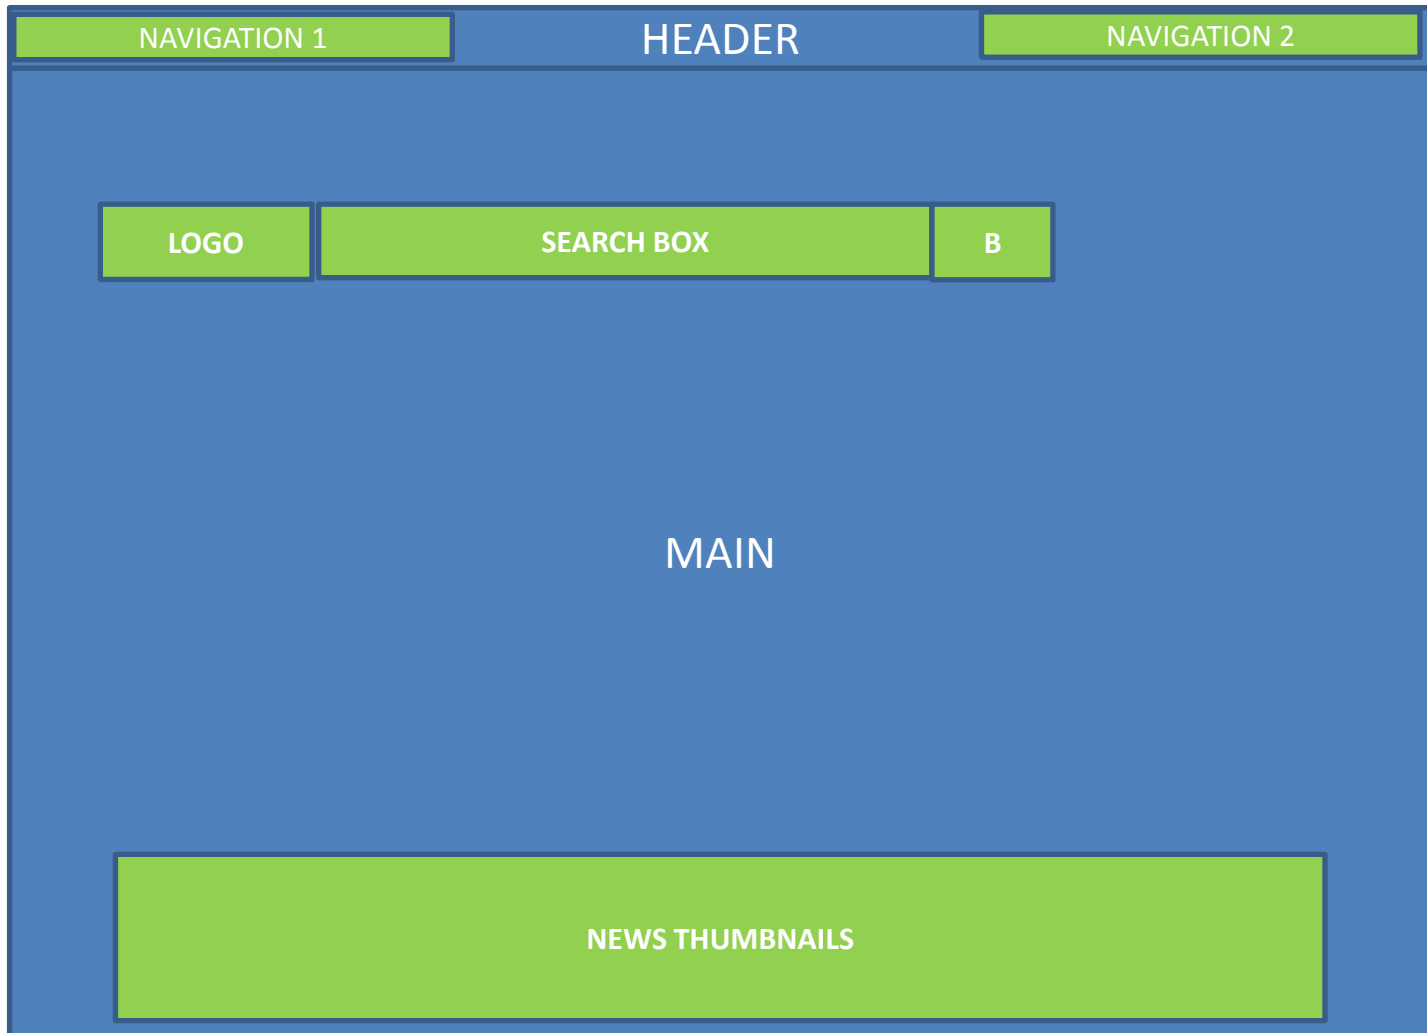 NAVIGATION 1
HEADER
NAVIGATION 2
LOGO
SEARCH BOX
B
MAIN
NEWS THUMBNAILS